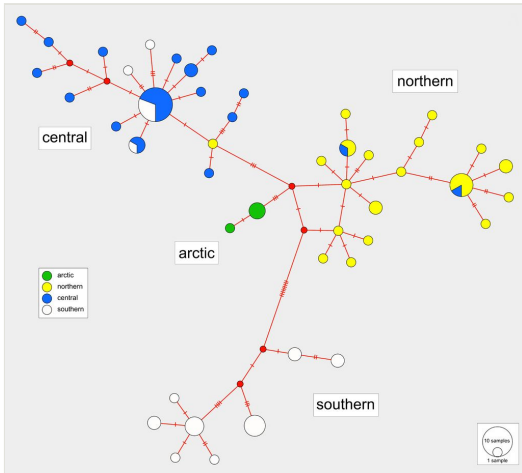 northern
central
arctic
arctic
northern
central
southern
southern
10 samples
1 sample